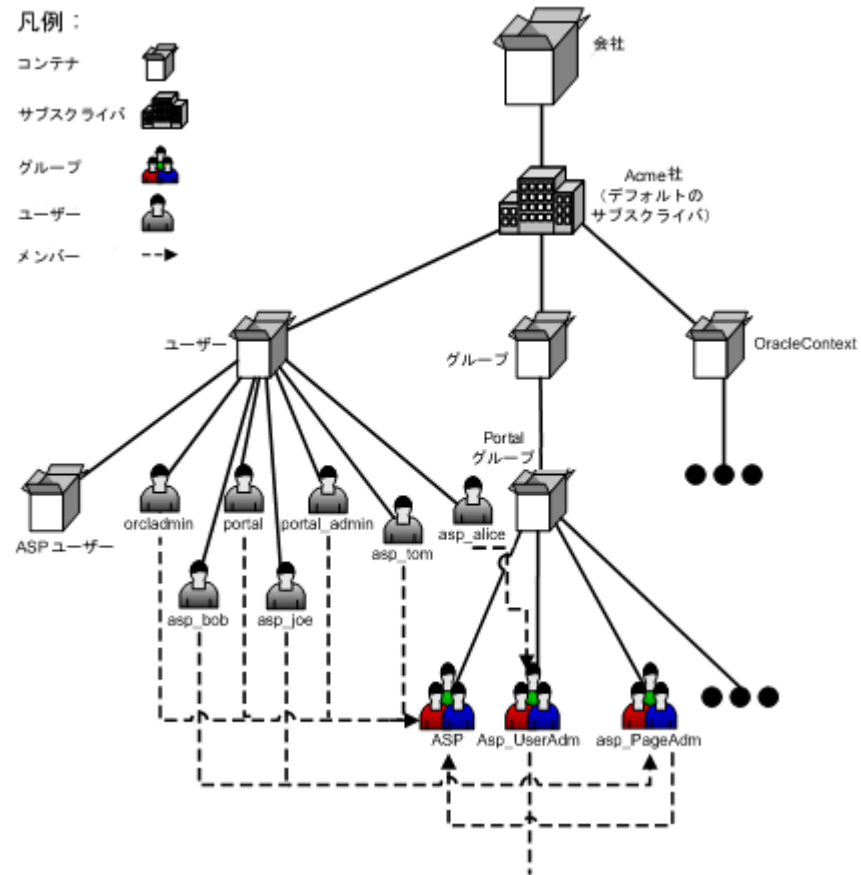 凡例：
コンテナ
サブスクライバ
グループ
ユーザー
メンバー
会社
Acme社
（デフォルトの
サブスクライバ）
ユーザー
グループ
OracleContext
Portal
グループ
ASPユーザー
orcladmin
portal
portal_admin
asp_tom
asp_alice
asp_bob
asp_joe
ASP
Asp_UserAdm
asp_PageAdm